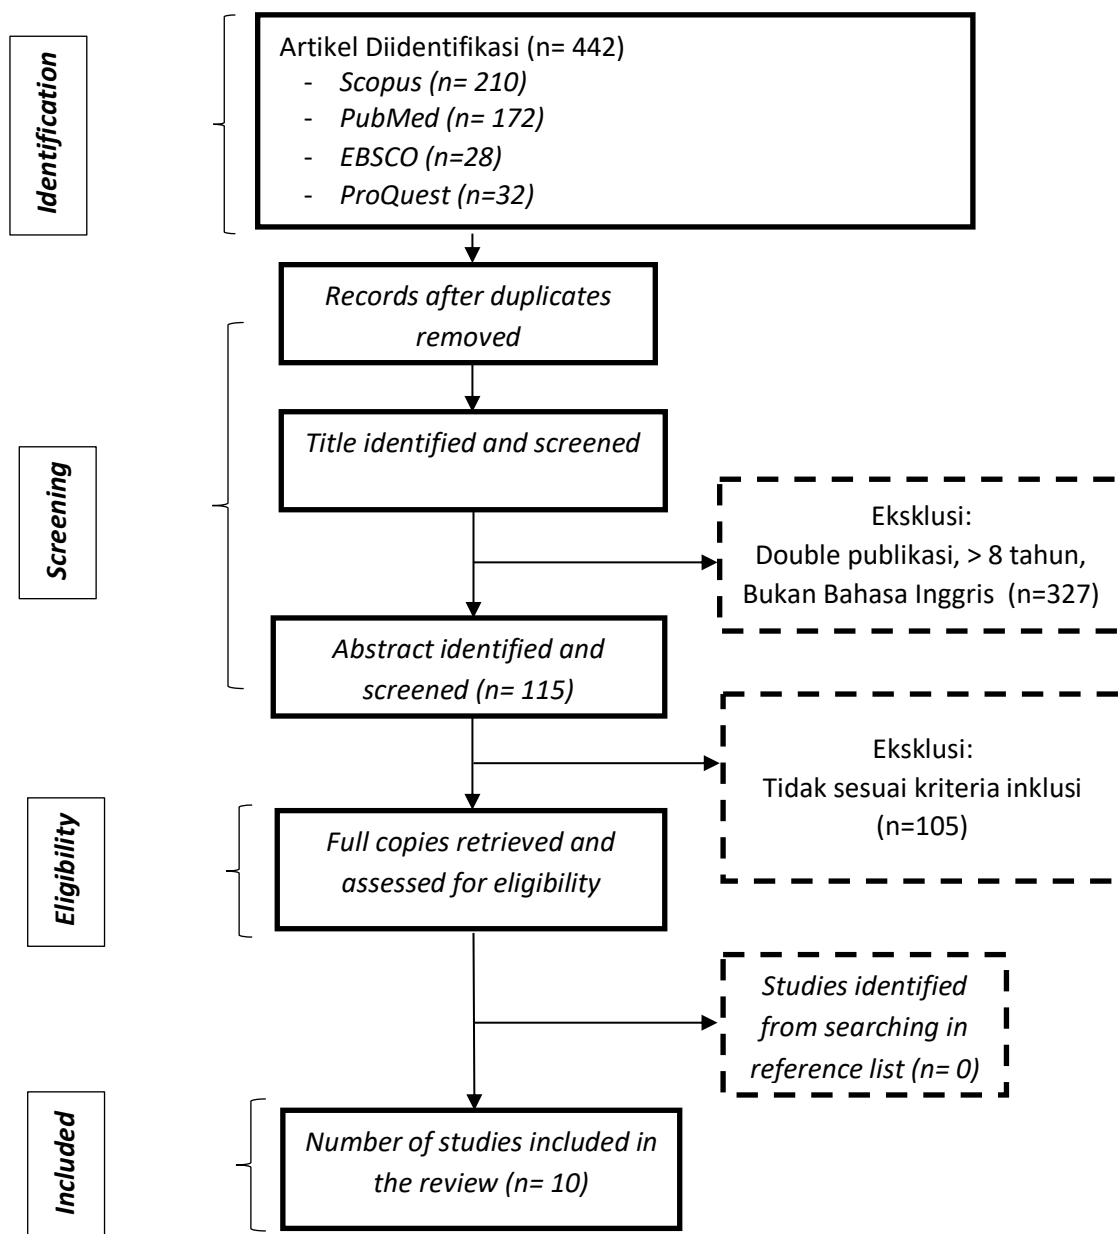 Identification
Artikel Diidentifikasi (n= 442)
- Scopus (n= 210)
- PubMed (n= 172)
- EBSCO (n=28)
- ProQuest (n=32)
Screening
Records after duplicates
removed
Title identified and screened
Eksklusi:
Double publikasi, > 8 tahun,
Bukan Bahasa Inggris (n=327)
Abstract identified and
screened (n= 115)
Eksklusi:
Tidak sesuai kriteria inklusi
(n=105)
Eligibility
Full copies retrieved and
assessed for eligibility
Studies identified
from searching in
reference list (n= 0)
Included
Number of studies included in
the review (n= 10)